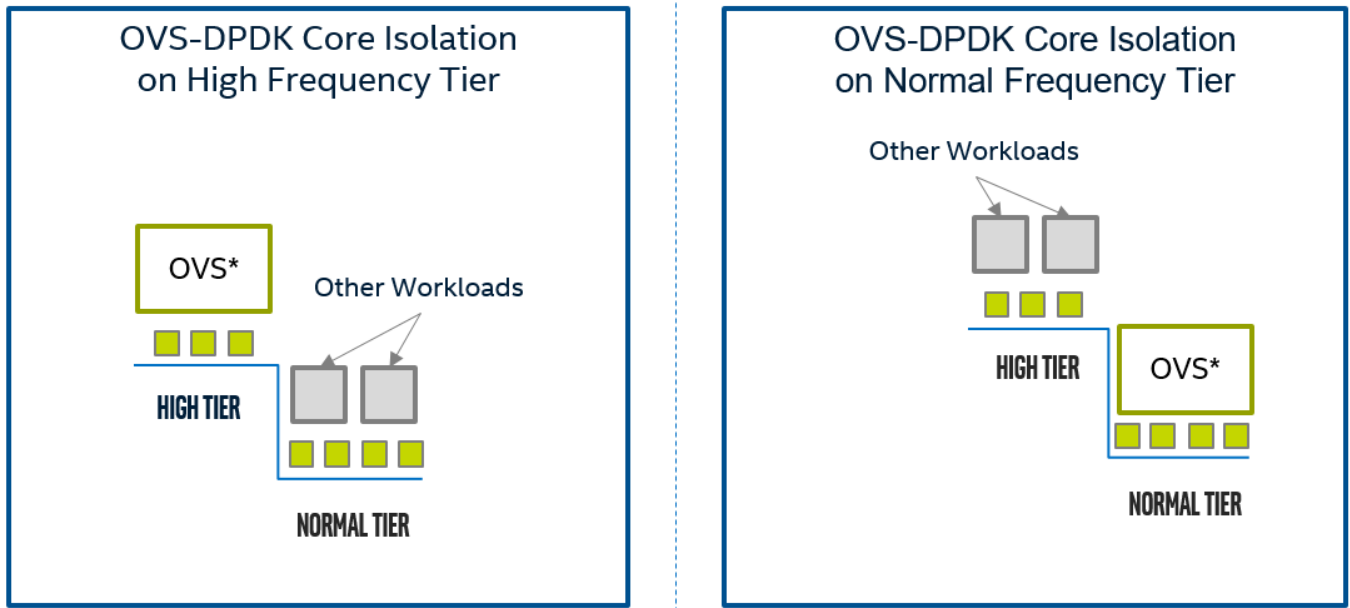 OVS-DPDK Core Isolation
on High Frequency Tier
OVS*
Other Workloads
HIGH TIER
NORMAL TIER
OVS-DPDK Core Isolation
on Normal Frequency Tier
Other Workloads
HIGH TIER
OVS*
NORMAL TIER